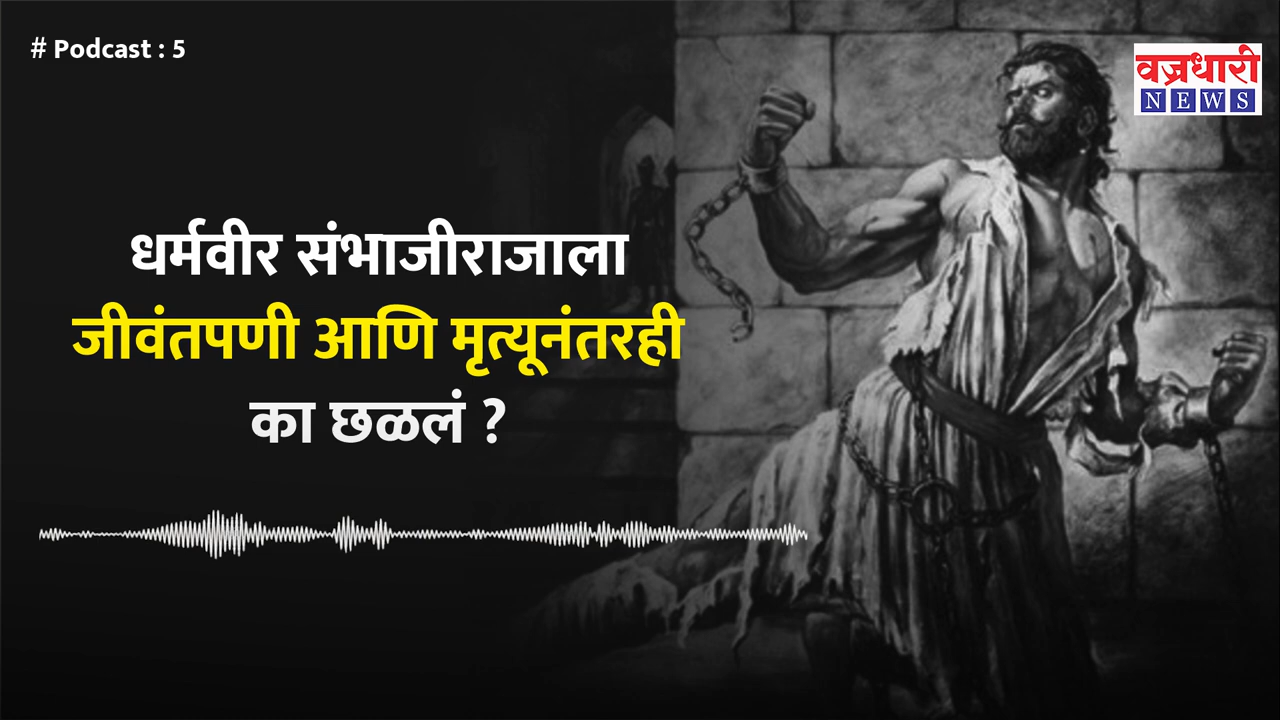 # Podcast : 5
वज्रधारी
NEWS
धर्मवीर संभाजीराजाला
जीवंतपणी आणि मृत्यूनंतरही
का छळलं ?